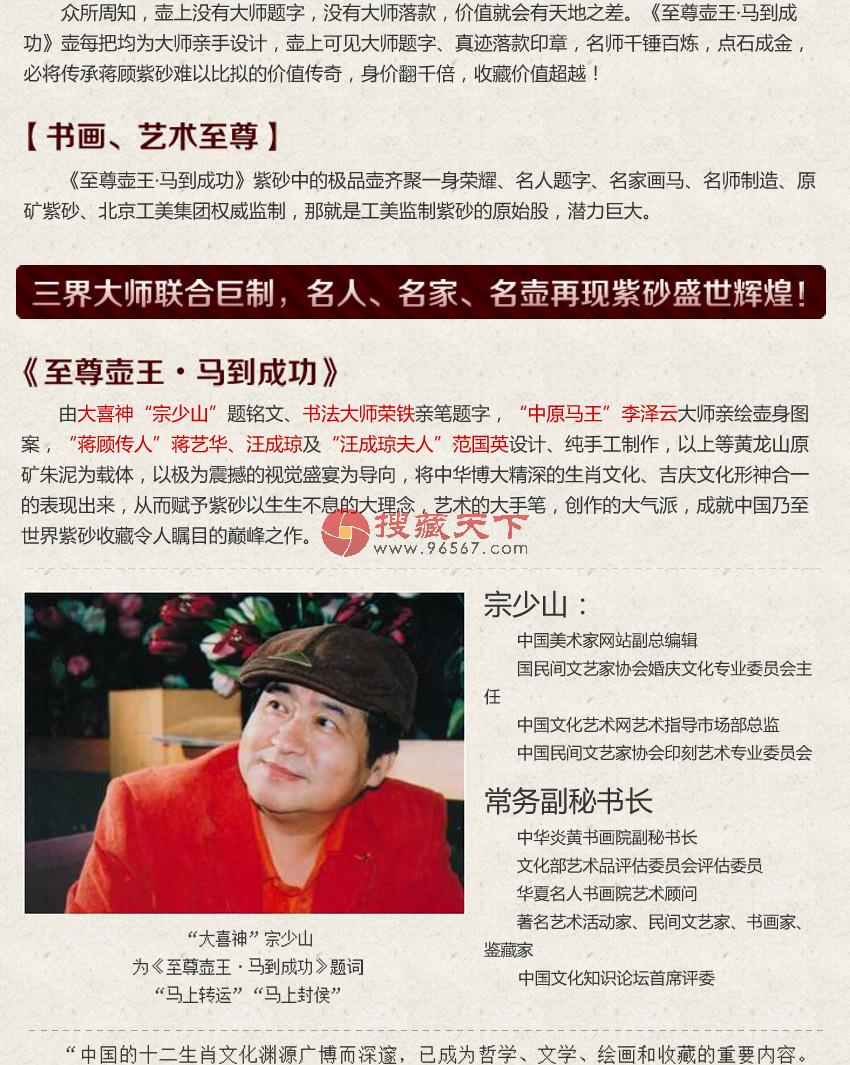 众所周知，壶上没有大师题字，没有大师落款，价值就会有天地之差。《至尊壶王·马到成
功》壶每把均为大师亲手设计，壶上可见大师题字、真迹落款印章，名师千锤百炼，点石成金，
必将传承蒋顾紫砂难以比拟的价值传奇，身价翻千倍，收藏价值超越！
【书画、艺术至尊】
《至尊壶王·马到成功》紫砂中的极品壶齐聚一身荣耀、名人题字、名家画马、名师制造、原
矿紫砂、北京工美集团权威监制，那就是工美监制紫砂的原始股，潜力巨大。
三界大师联合巨制，名人、名家、名壶再现紫砂盛世辉煌！
《至尊壶王·马到成功》
由大喜神“宗少山”题铭文、书法大师荣铁亲笔题字，“中原马王”李泽云大师亲绘壶身图
案，“蒋顾传人”蒋艺华、汪成琼及“汪成琼夫人”范国英设计、纯手工制作，以上等黄龙山原
矿朱泥为载体，以极为震撼的视觉盛宴为导向，将中华博大精深的生肖文化、吉庆文化形神合一
的表现出来，从而赋予紫砂以生生不息的大理念，艺术的大手笔，创作的大气派，成就中国乃至
世界紫砂收藏令人瞩目的巅峰之作。
搜藏天下
www.96567.com
宗少山：
中国美术家网站副总编辑
国民间文艺家协会婚庆文化专业委员会主
任
中国文化艺术网艺术指导市场部总监
中国民间文艺家协会印刻艺术专业委员会
常务副秘书长
中华炎黄书画院副秘书长
文化部艺术品评估委员会评估委员
华夏名人书画院艺术顾问
著名艺术活动家、民间文艺家、书画家、
鉴藏家
中国文化知识论坛首席评委
“大喜神”宗少山
为《至尊壶王·马到成功》题词
“马上转运”“马上封侯”
“中国的十二生肖文化渊源广博而深邃，已成为哲学、文学、绘画和收藏的重要内容。